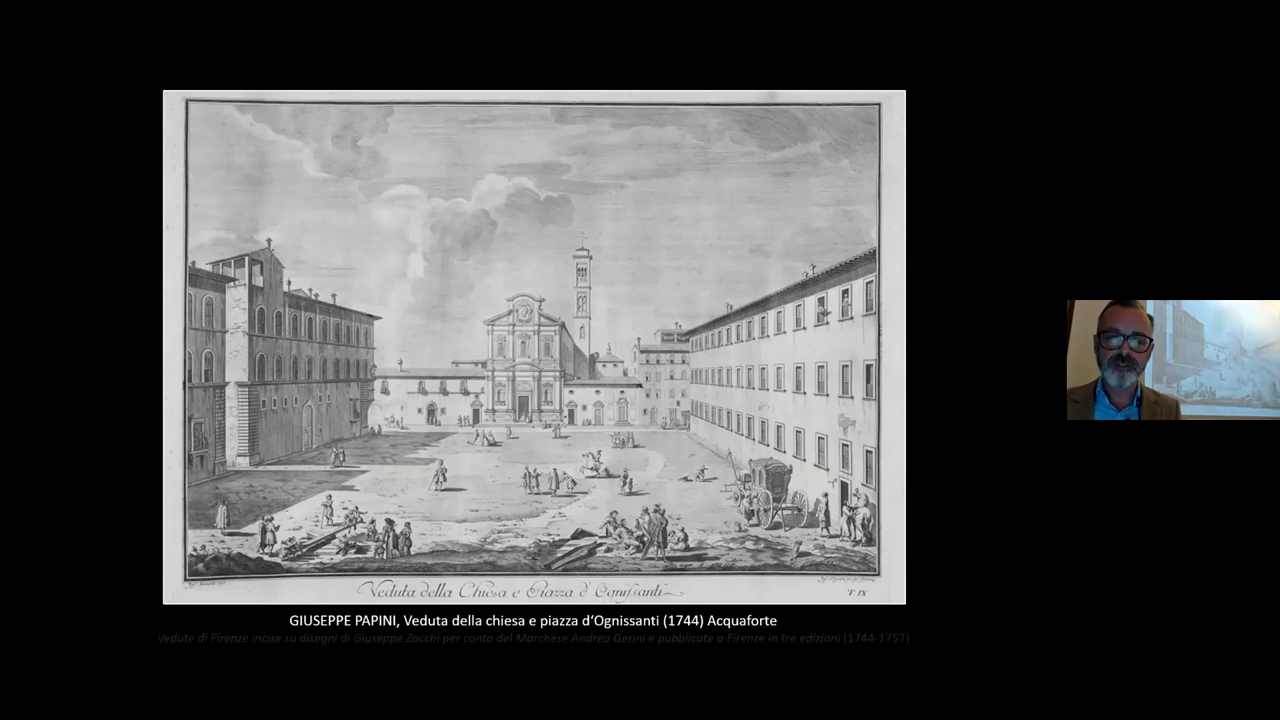 Veduta della Chiesa e Piazza d'Ognissanti
T. IX
GIUSEPPE PAPINI, Veduta della chiesa e piazza d'Ognissanti (1744) Acquaforte
Vedute di Firenze incise su disegni di Giuseppe Zocchi per conto del Marchese Andrea Gerini e pubblicate a Firenze in tre edizioni (1744-1757)